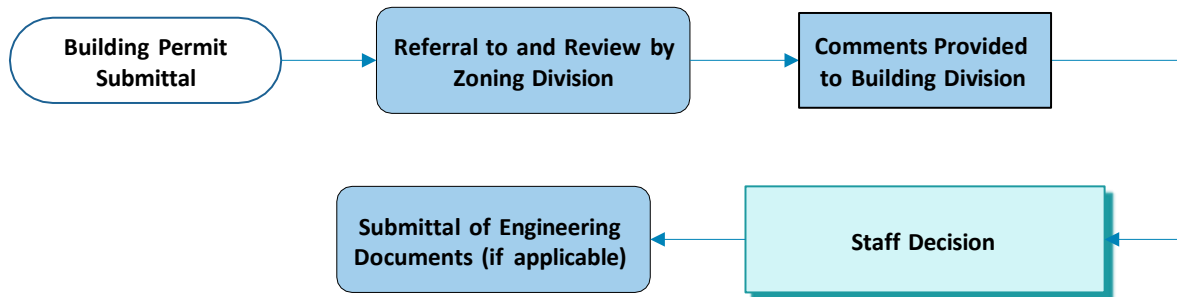 Building Permit
Submittal
Referral to and Review by
Zoning Division
Comments Provided
to Building Division
Staff Decision
Submittal of Engineering
Documents (if applicable)